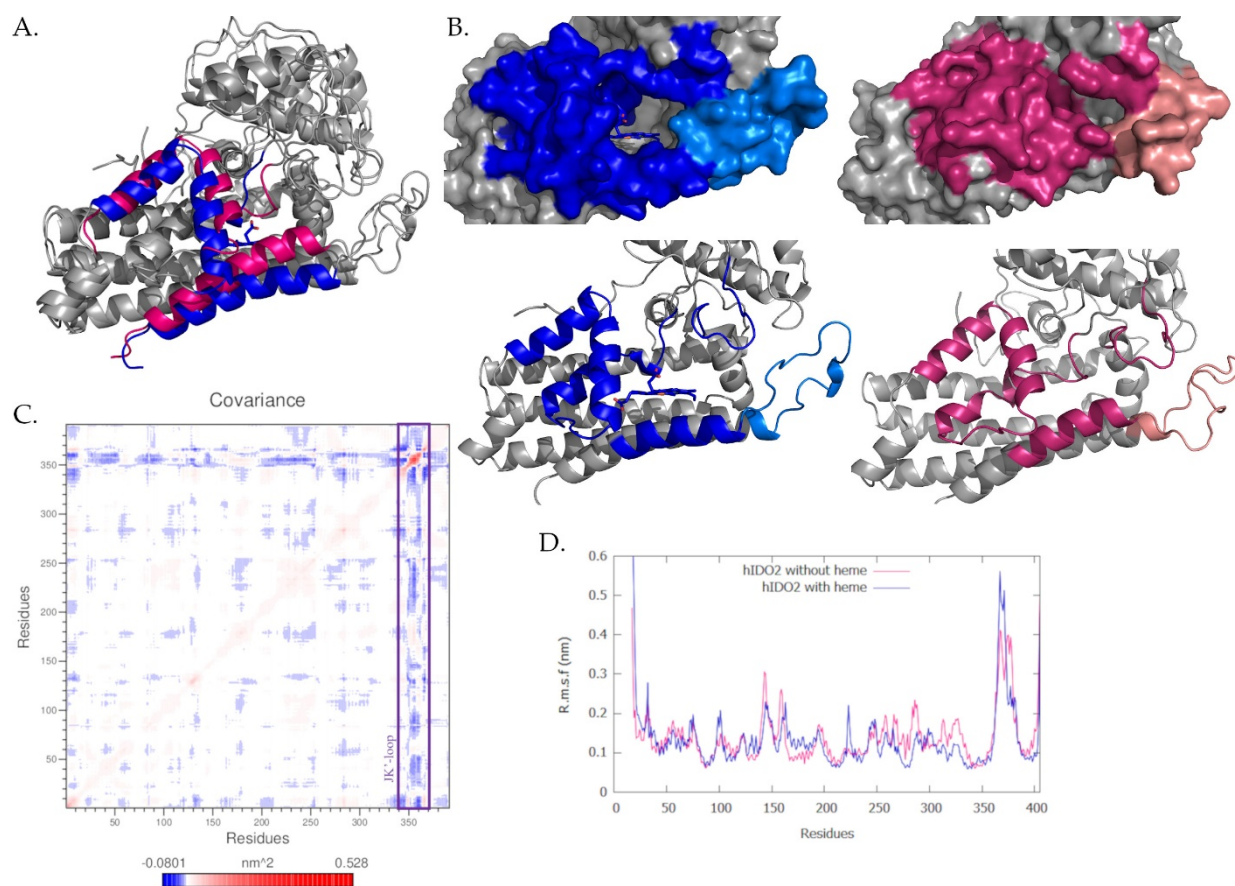 A.
B.
C.
Covariance
Residues
350
300
250
200
150
100
50
JK'-loop
50 100 150 200 250 300 350
Residues
-0.0801 nm^2 0.528
D.
hIDO2 without heme
hIDO2 with heme
R.m.s.f (nm)
0.6
0.5
0.4
0.3
0.2
0.1
0
0 50 100 150 200 250 300 350 400
Residues